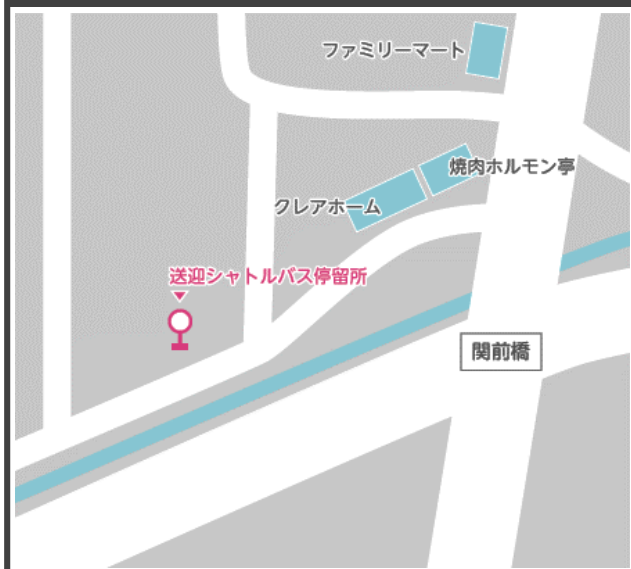 ファミリーマート
焼肉ホルモン亭
クレアホーム
送迎シャトルバス停留所
関前橋